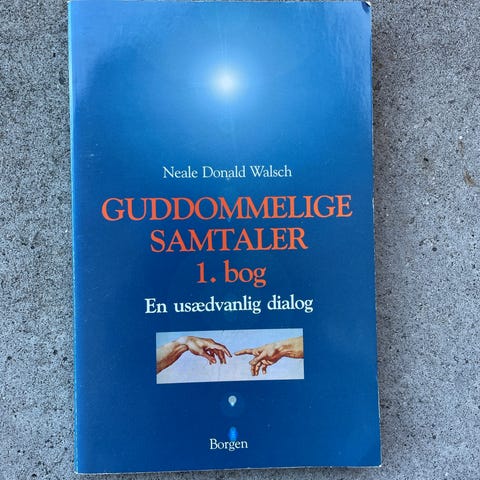 Neale Donald Walsch
GUDDOMMELIGE
SAMTALER
1. bog
En usædvanlig dialog
Borgen